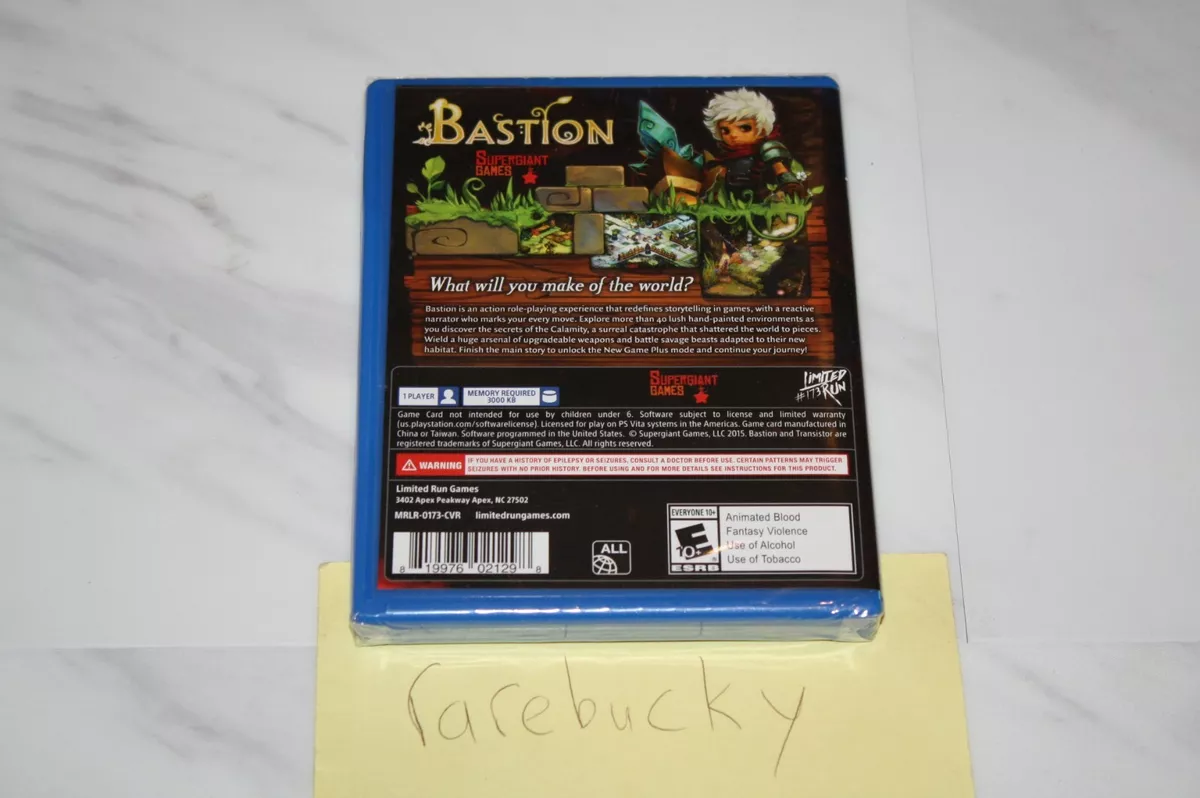 BASTION
SUPERGIANT
GAMES
What will you make of the world?
Bastion is an action role-playing experience that redefines storytelling in games, with a reactive
narrator who marks your every move. Explore more than 40 lush hand-painted environments as
you discover the secrets of the Calamity, a surreal catastrophe that shattered the world to pieces.
Wield a huge arsenal of upgradeable weapons and battle savage beasts adapted to their new
habitat. Finish the main story to unlock the New Game Plus mode and continue your journey!
1 PLAYER
MEMORY REQUIRED
3000 KB
SUPERGIANT
GAMES
LIMITED
RUN
#173
Game Card not intended for use by children under 6. Software subject to license and limited warranty
(us.playstation.com/softwarelicense). Licensed for play on PS Vita systems in the Americas. Game card manufactured in
China or Taiwan. Software programmed in the United States. © Supergiant Games, LLC 2015. Bastion and Transistor are
registered trademarks of Supergiant Games, LLC. All rights reserved.
WARNING
IF YOU HAVE A HISTORY OF EPILEPSY OR SEIZURES, CONSULT A DOCTOR BEFORE USE. CERTAIN PATTERNS MAY TRIGGER
SEIZURES WITH NO PRIOR HISTORY. BEFORE USING AND FOR MORE DETAILS SEE INSTRUCTIONS FOR THIS PRODUCT.
Limited Run Games
3402 Apex Peakway Apex, NC 27502
MRLR-0173-CVR limitedrungames.com
8 19976 02129 8
ALL
EVERYONE 10+
E
10+
ESRB
Animated Blood
Fantasy Violence
Use of Alcohol
Use of Tobacco
rarebucky